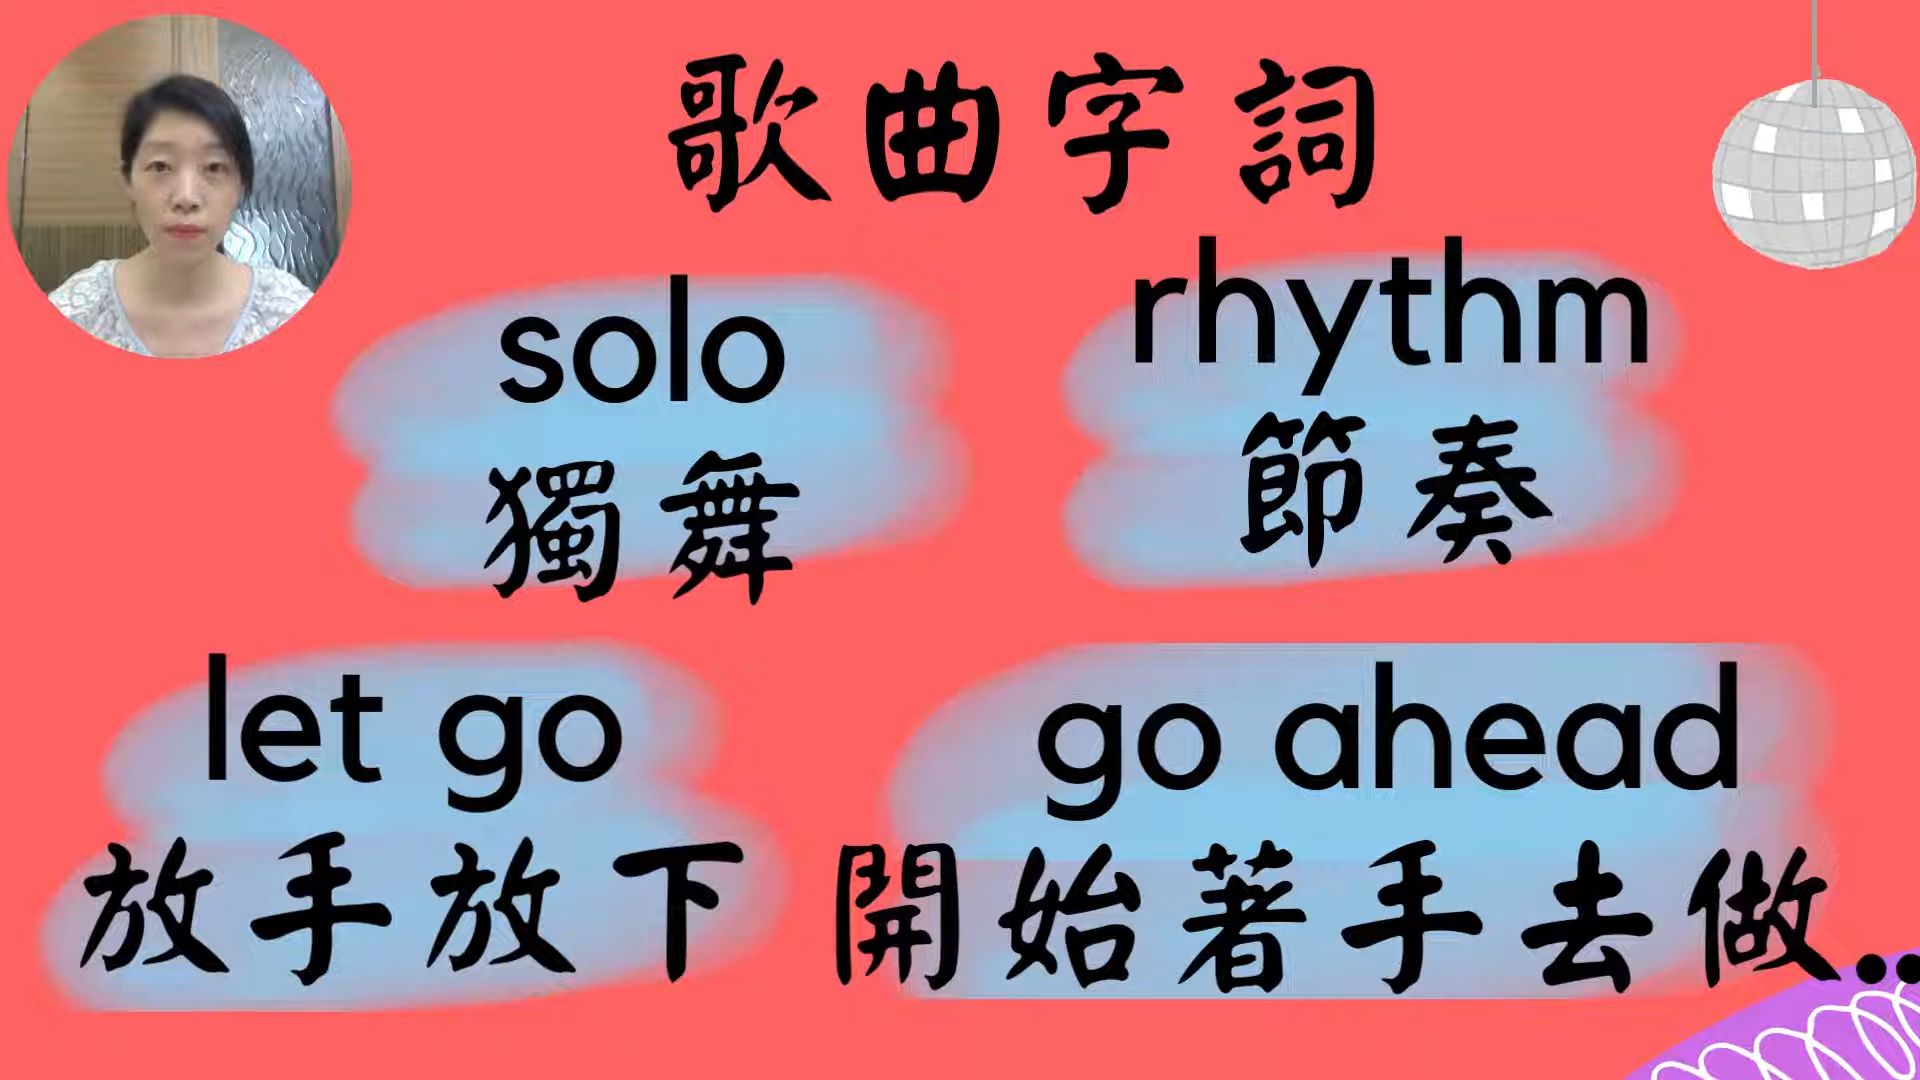 歌曲字詞
solo
獨舞
rhythm
節奏
let go
放手放下
go ahead
開始著手去做..